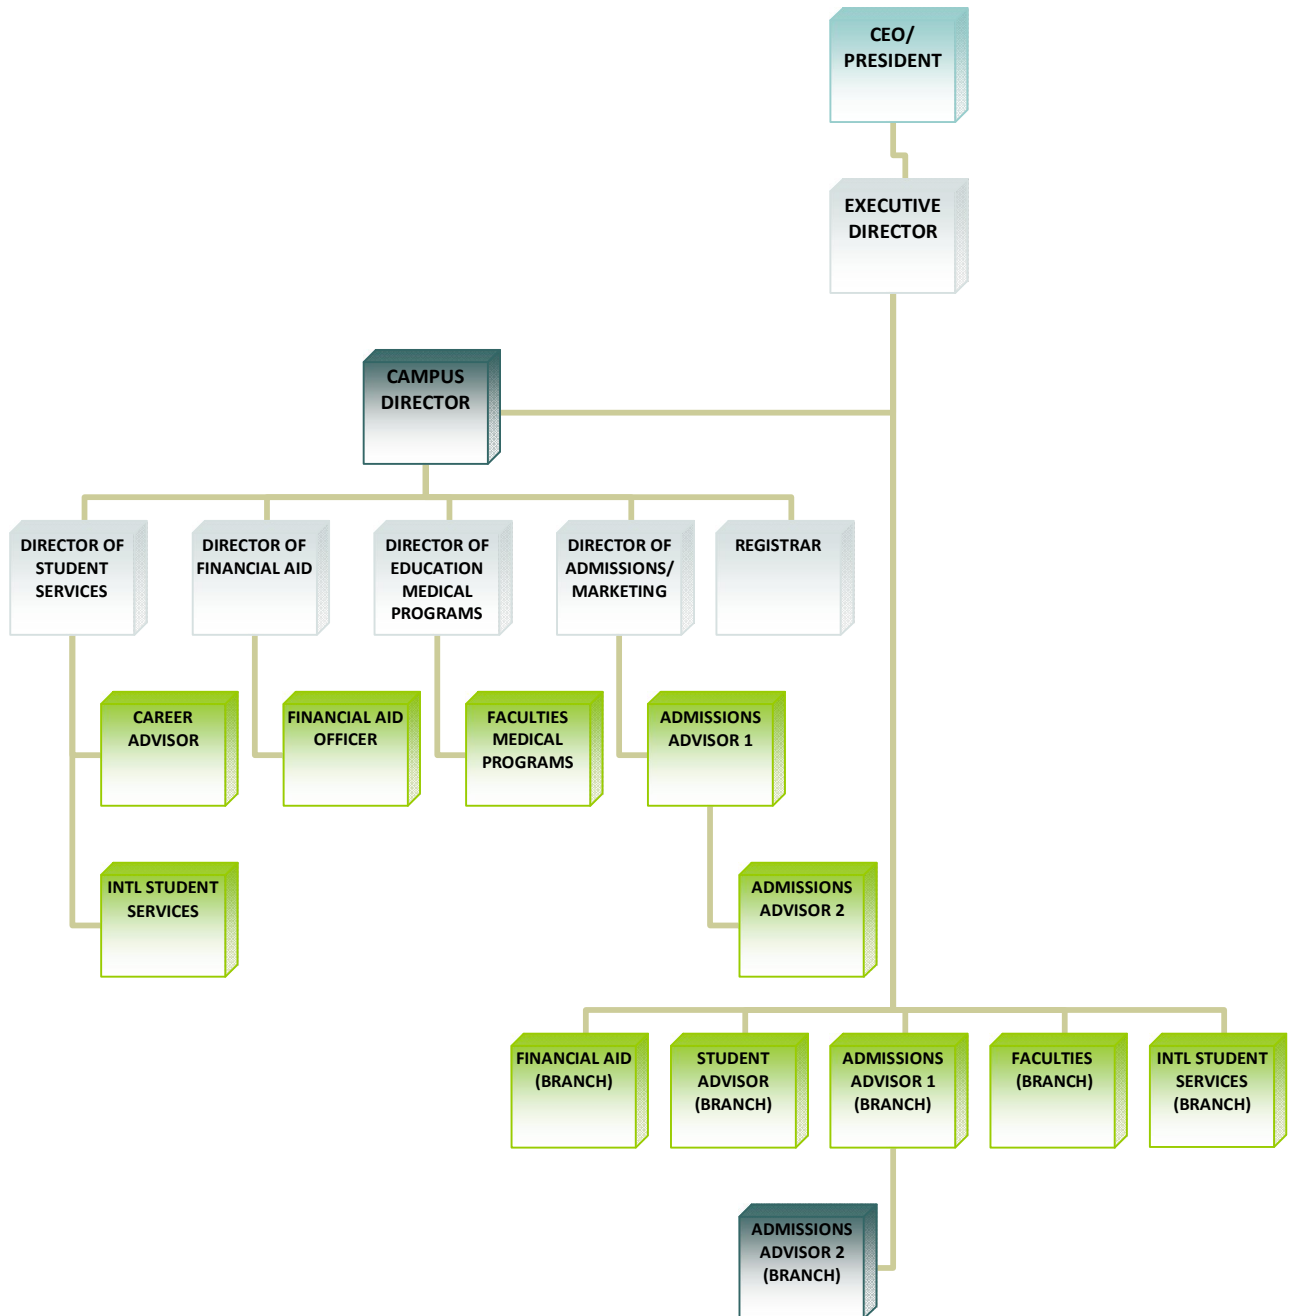 CEO/
PRESIDENT
EXECUTIVE
DIRECTOR
CAMPUS
DIRECTOR
DIRECTOR OF
STUDENT
SERVICES
DIRECTOR OF
FINANCIAL AID
DIRECTOR OF
EDUCATION
MEDICAL
PROGRAMS
DIRECTOR OF
ADMISSIONS/
MARKETING
REGISTRAR
CAREER
ADVISOR
FINANCIAL AID
OFFICER
FACULTIES
MEDICAL
PROGRAMS
ADMISSIONS
ADVISOR 1
INTL STUDENT
SERVICES
ADMISSIONS
ADVISOR 2
FINANCIAL AID
(BRANCH)
STUDENT
ADVISOR
(BRANCH)
ADMISSIONS
ADVISOR 1
(BRANCH)
FACULTIES
(BRANCH)
INTL STUDENT
SERVICES
(BRANCH)
ADMISSIONS
ADVISOR 2
(BRANCH)